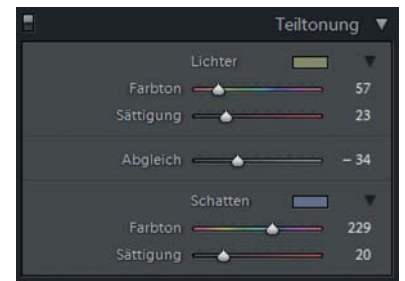 Teiltonung
Lichter
Farbton 57
Sättigung 23
Abgleich – 34
Schatten
Farbton 229
Sättigung 20